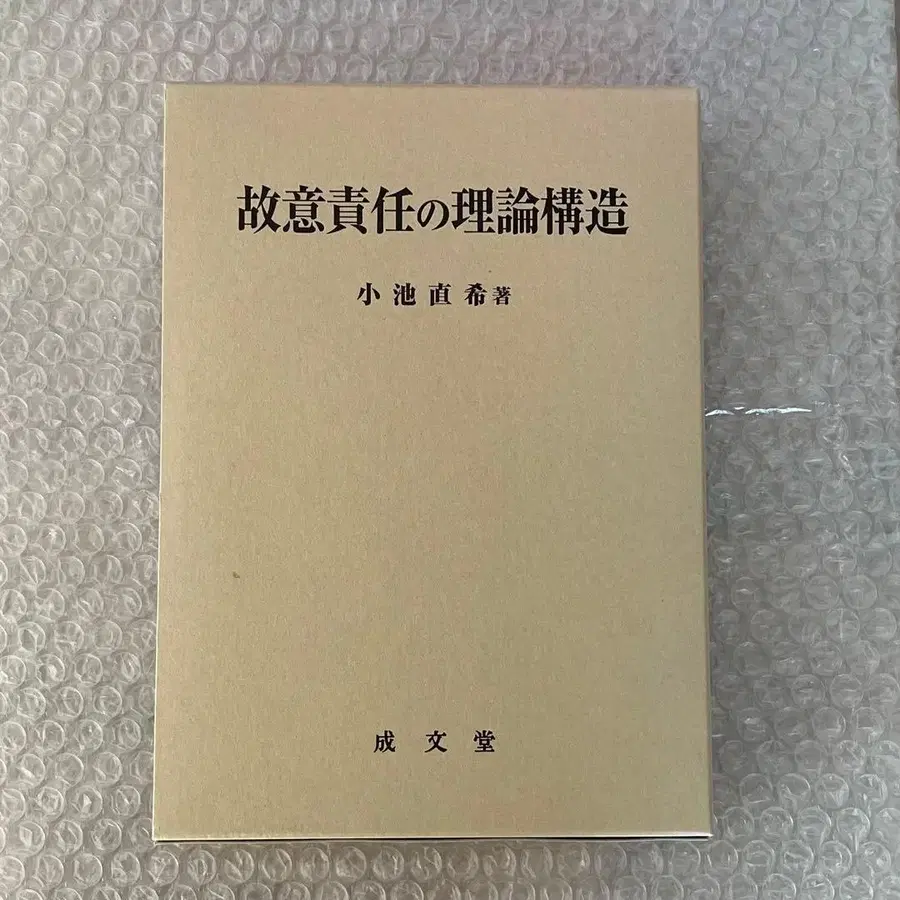 故意責任の理論構造
小池直希著
成文堂